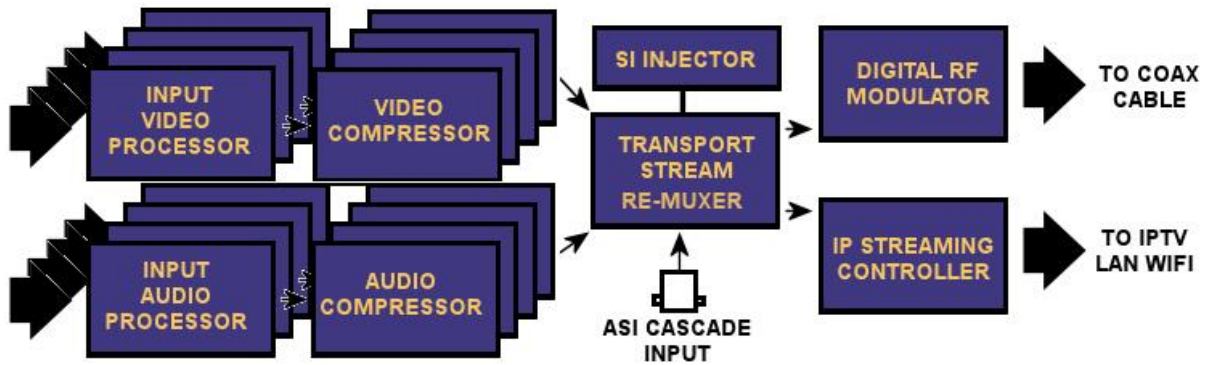 INPUT
VIDEO
PROCESSOR
VIDEO
COMPRESSOR
SI INJECTOR
DIGITAL RF
MODULATOR
TO COAX
CABLE
TRANSPORT
STREAM
RE-MUXER
INPUT
AUDIO
PROCESSOR
AUDIO
COMPRESSOR
ASI CASCADE
INPUT
IP STREAMING
CONTROLLER
TO IPTV
LAN WIFI